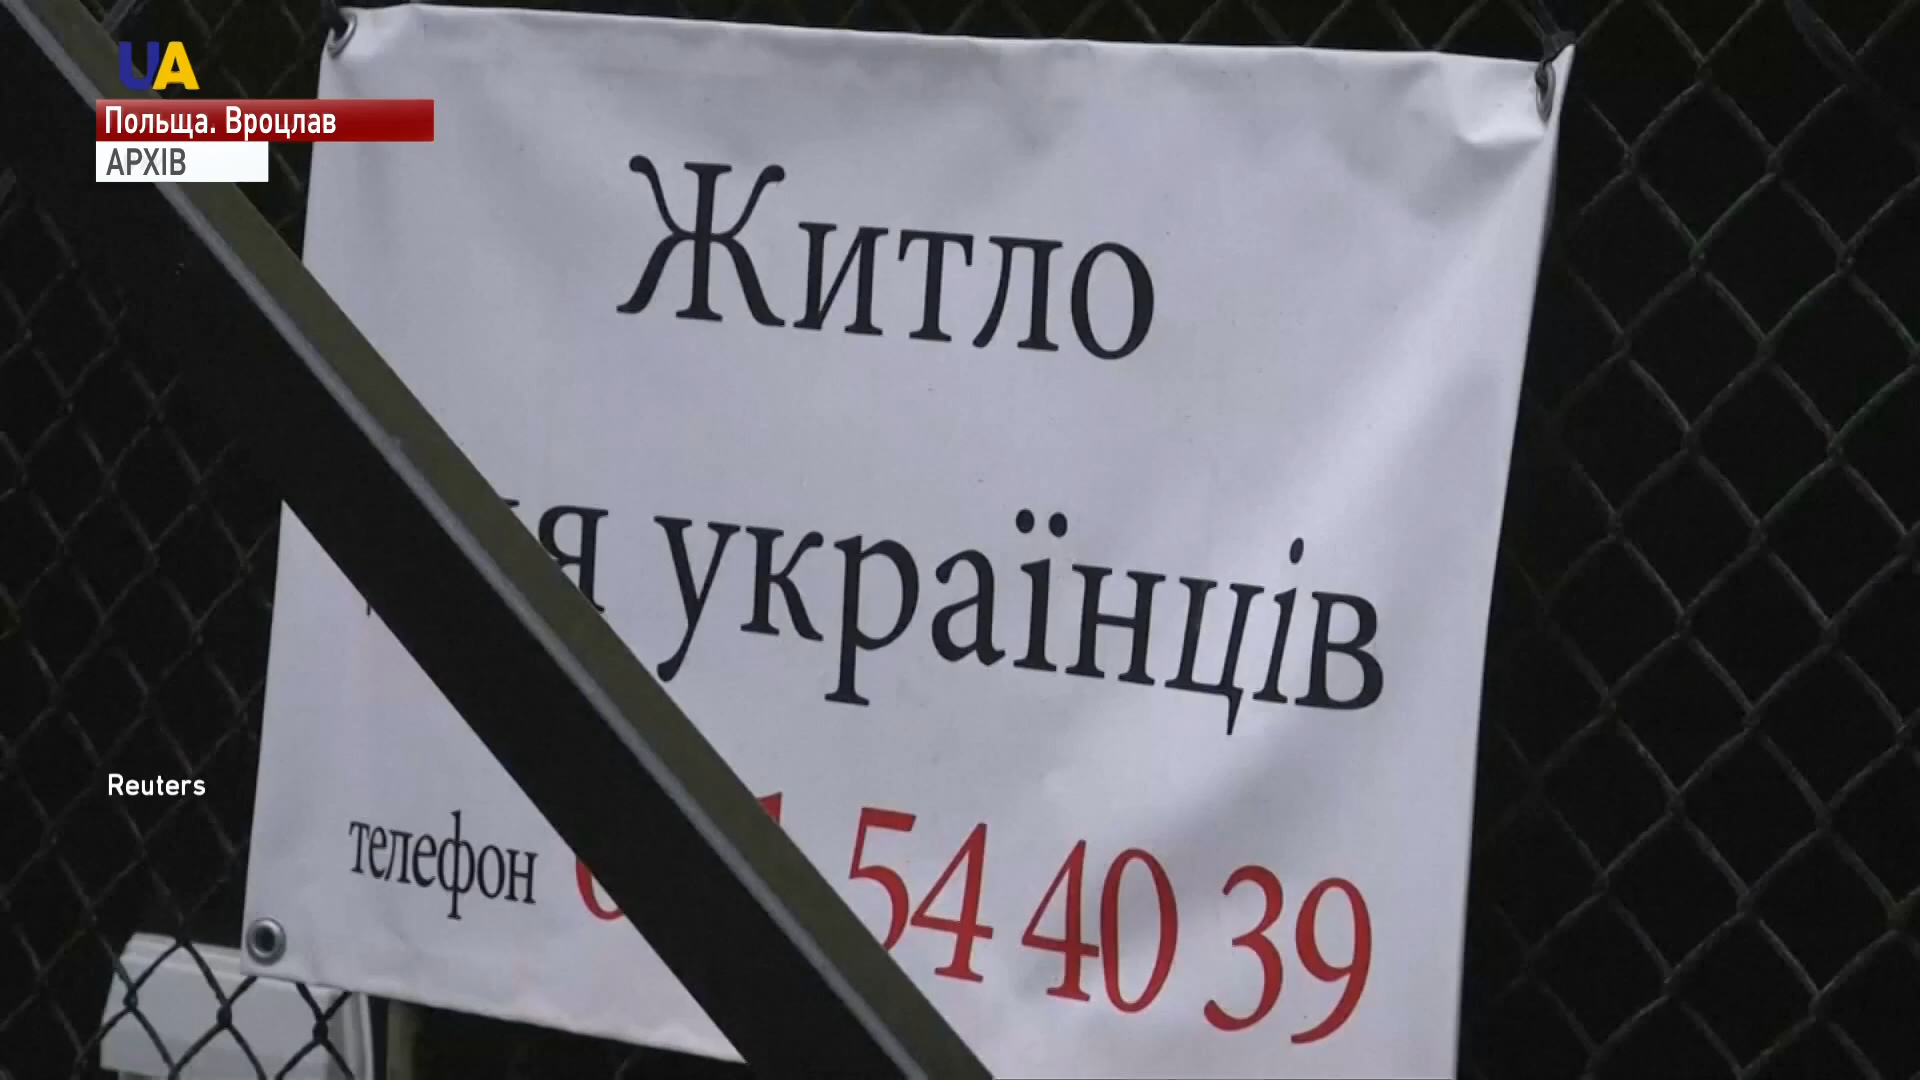 UA
Польща. Вроцлав
АРХІВ
Житло
українців
Reuters
телефон 54 40 39